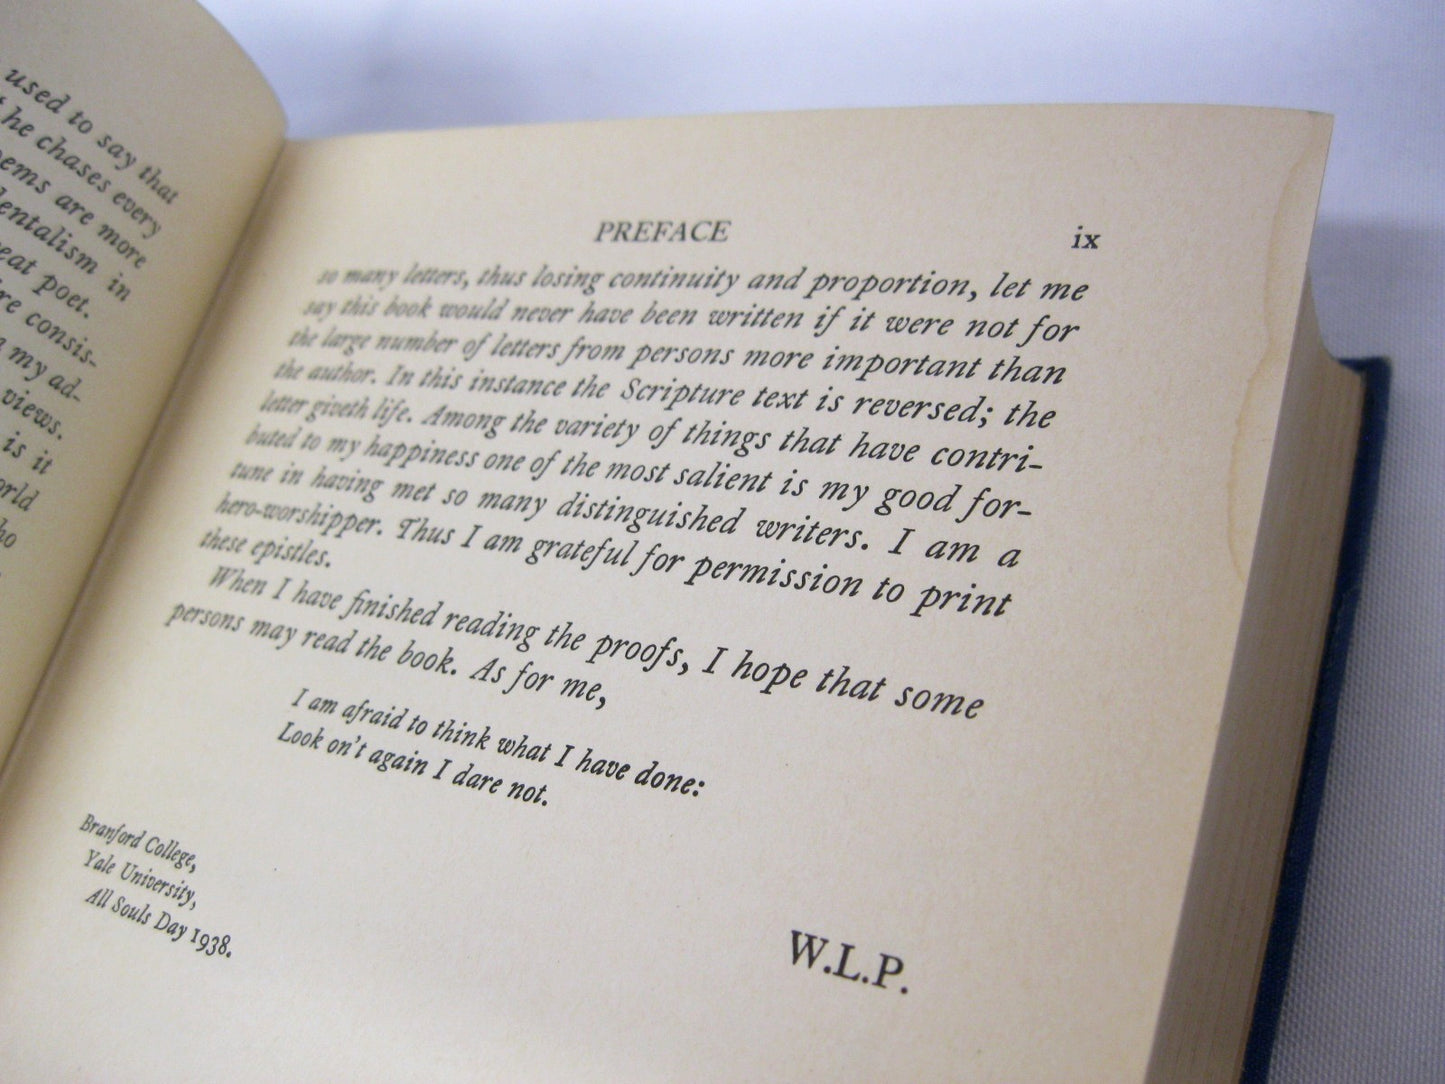 used to say that
he chases every
are more
in
eat poet.
re consis-
my ad-
views.
is it
PREFACE ix
so many letters, thus losing continuity and proportion, let me
say this book would never have been written if it were not for
the large number of letters from persons more important than
the author. In this instance the Scripture text is reversed; the
letter giveth life. Among the variety of things that have contri-
buted to my happiness one of the most salient is my good for-
tune in having met so many distinguished writers. I am a
hero-worshipper. Thus I am grateful for permission to print
these epistles.
When I have finished reading the proofs, I hope that some
persons may read the book. As for me,
I am afraid to think what I have done:
Look on't again I dare not.
Branford College,
Yale University,
All Souls Day 1938.
W.L.P.